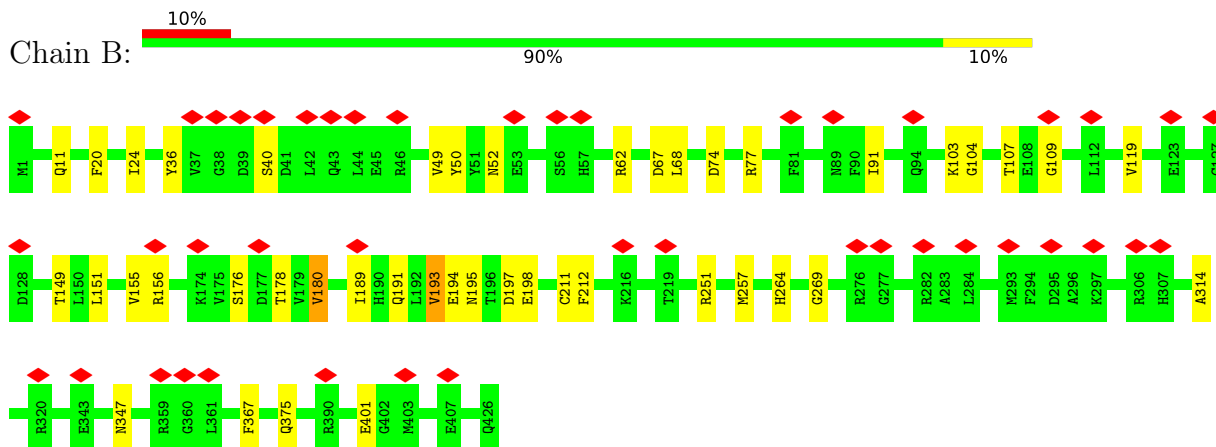 10%
Chain B:
90% 10%
M1 Q11 F20 I24 Y36 V37 G38 D39 S40 D41 L42 Q43 L44 E45 R46 V49 Y50 Y51 N52 E53 S56 H57 R62 D67 L68 D74 R77 F81 N89 F90 I91 Q94 K103 G104 T107 E108 G109 L112 V119 E123 G127
D128 T149 L150 L151 V155 R156 K174 V175 S176 D177 T178 V179 V180 I189 H190 Q191 L192 V193 E194 N195 T196 D197 E198 C211 F212 K216 T219 R251 M257 H264 G269 R276 G277 R282 A283 L284 M293 F294 D295 A296 K297 R306 H307 A314
R320 E343 N347 R359 G360 L361 F367 Q375 R390 E401 G402 M403 E407 Q426